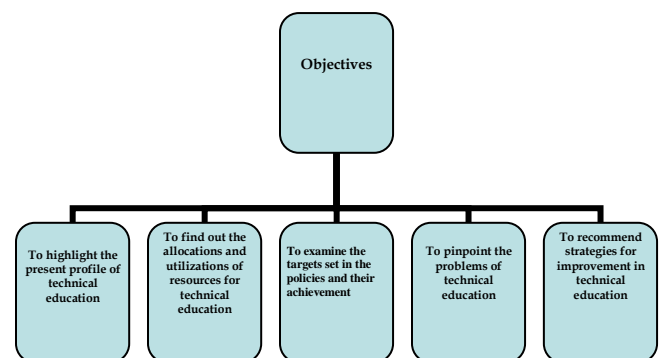 Objectives
To highlight the
present profile of
technical
education
To find out the
allocations and
utilizations of
resources for
technical
education
To examine the
targets set in the
policies and their
achievement
To pinpoint the
problems of
technical
education
To recommend
strategies for
improvement in
technical
education